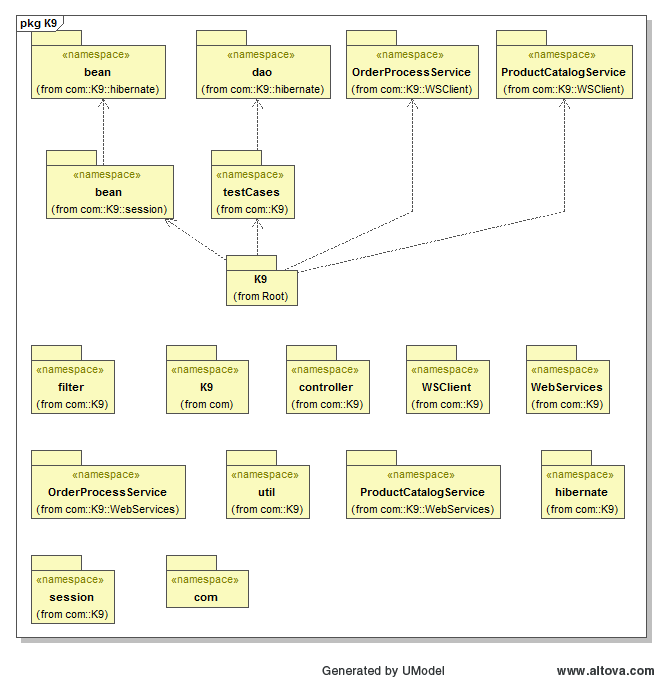 pkg K9
«namespace»
bean
(from com::K9::hibernate)
«namespace»
dao
(from com::K9::hibernate)
«namespace»
OrderProcessService
(from com::K9::WSClient)
«namespace»
ProductCatalogService
(from com::K9::WSClient)
«namespace»
bean
(from com::K9::session)
«namespace»
testCases
(from com::K9)
K9
(from Root)
«namespace»
filter
(from com::K9)
«namespace»
K9
(from com)
«namespace»
controller
(from com::K9)
«namespace»
WSClient
(from com::K9)
«namespace»
WebServices
(from com::K9)
«namespace»
OrderProcessService
(from com::K9::WebServices)
«namespace»
util
(from com::K9)
«namespace»
ProductCatalogService
(from com::K9::WebServices)
«namespace»
hibernate
(from com::K9)
«namespace»
session
(from com::K9)
«namespace»
com
Generated by UModel
www.altova.com